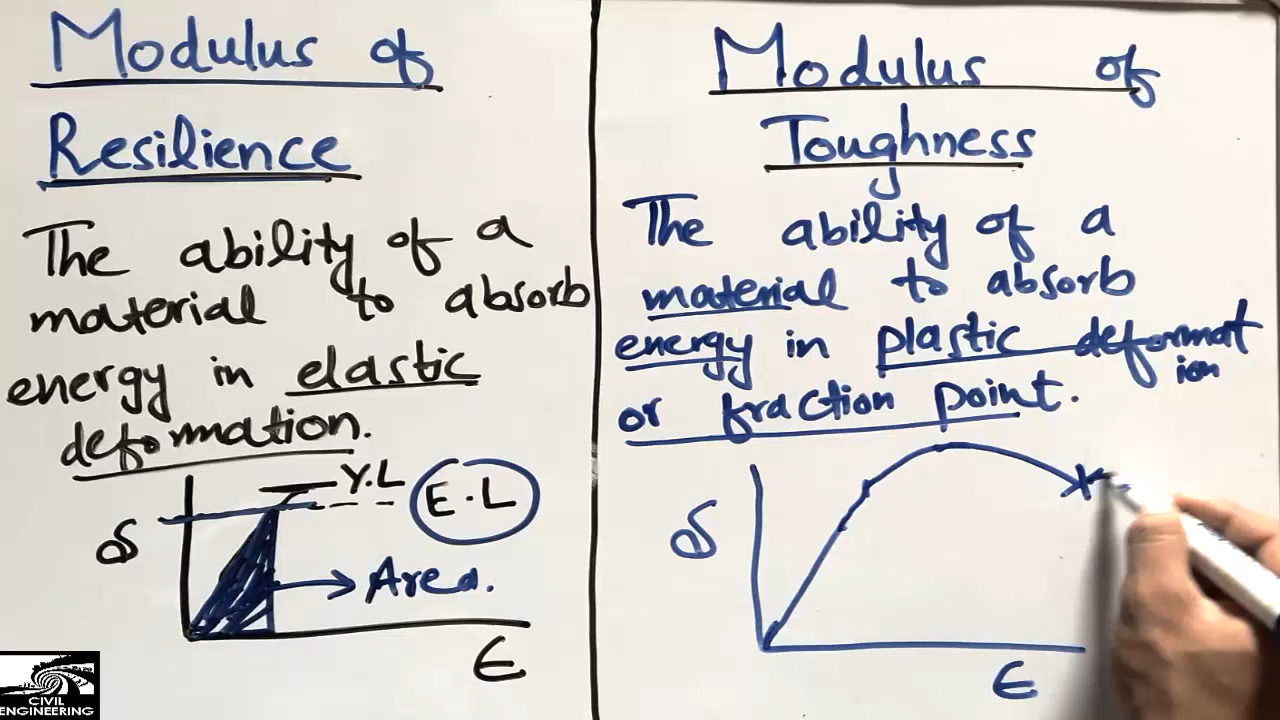 Modulus of
Resilience
The ability of a
material to absorb
energy in elastic
deformation.
Y.L
E.L
δ
Area.
ϵ
Modulus of
Toughness
The ability of a
material to absorb
energy in plastic deformat
ion
or fraction point.
δ
ϵ
CIVIL
ENGINEERING